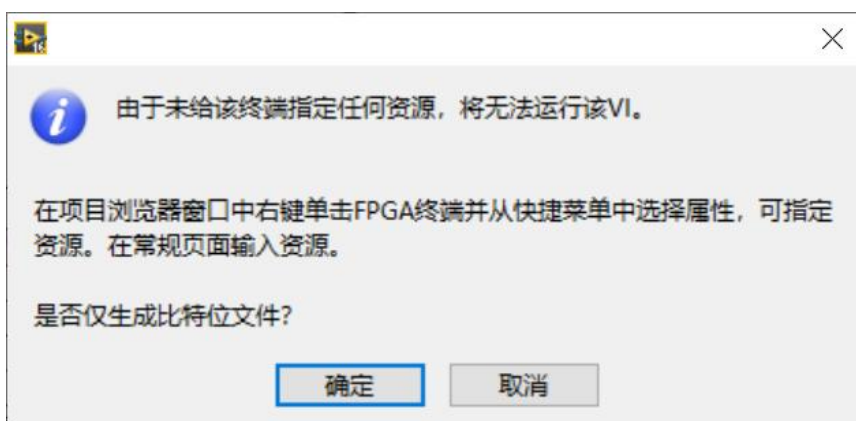 由于未给该终端指定任何资源，将无法运行该VI。
在项目浏览器窗口中右键单击FPGA终端并从快捷菜单中选择属性，可指定
资源。在常规页面输入资源。
是否仅生成比特位文件?
确定
取消